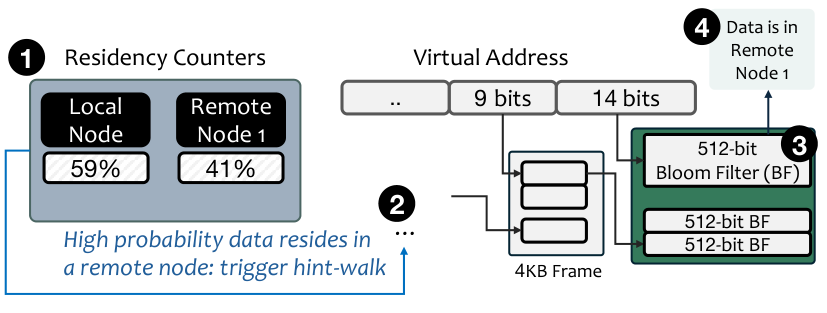 1
Residency Counters
Local
Node
59%
Remote
Node 1
41%
High probability data resides in
a remote node: trigger hint-walk
2
...
Virtual Address
..
9 bits
14 bits
4KB Frame
3
512-bit
Bloom Filter (BF)
512-bit BF
512-bit BF
4
Data is in
Remote
Node 1